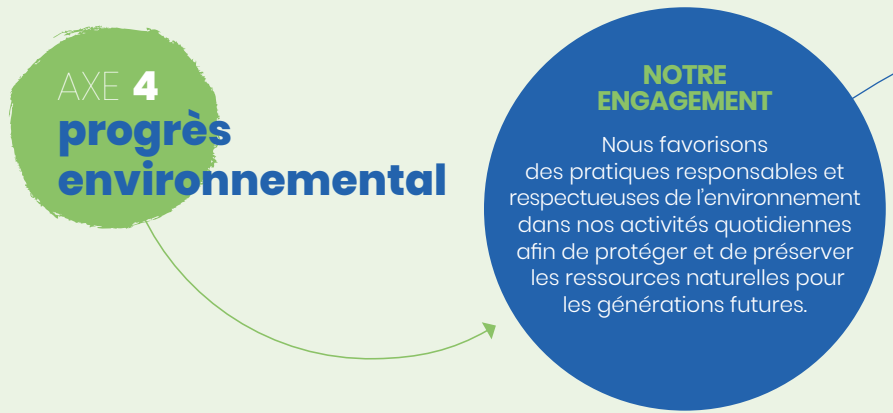 AXE 4
progrès
environnemental
NOTRE
ENGAGEMENT
Nous favorisons
des pratiques responsables et
respectueuses de l'environnement
dans nos activités quotidiennes
afin de protéger et de préserver
les ressources naturelles pour
les générations futures.